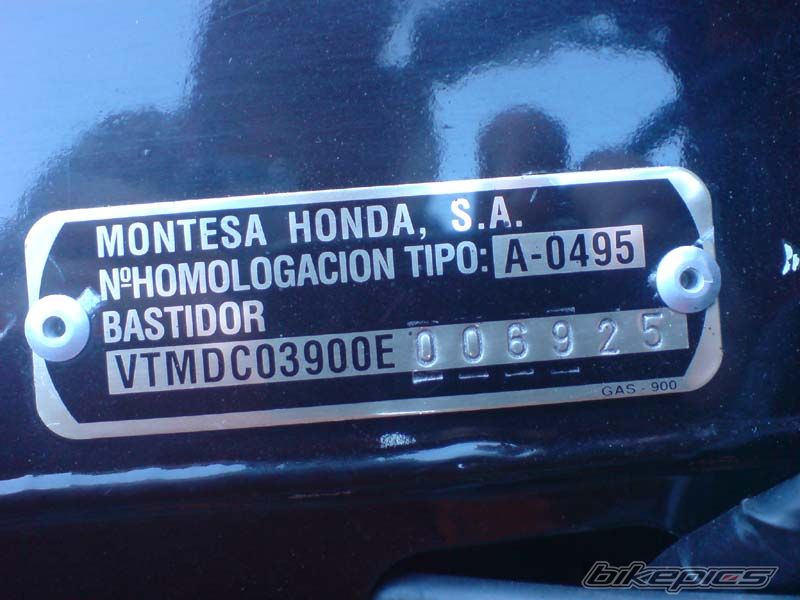 MONTESA HONDA, S.A.
NºHOMOLOGACION TIPO: A-0495
BASTIDOR
VTMDC03900E 006925
GAS - 900
bikepics